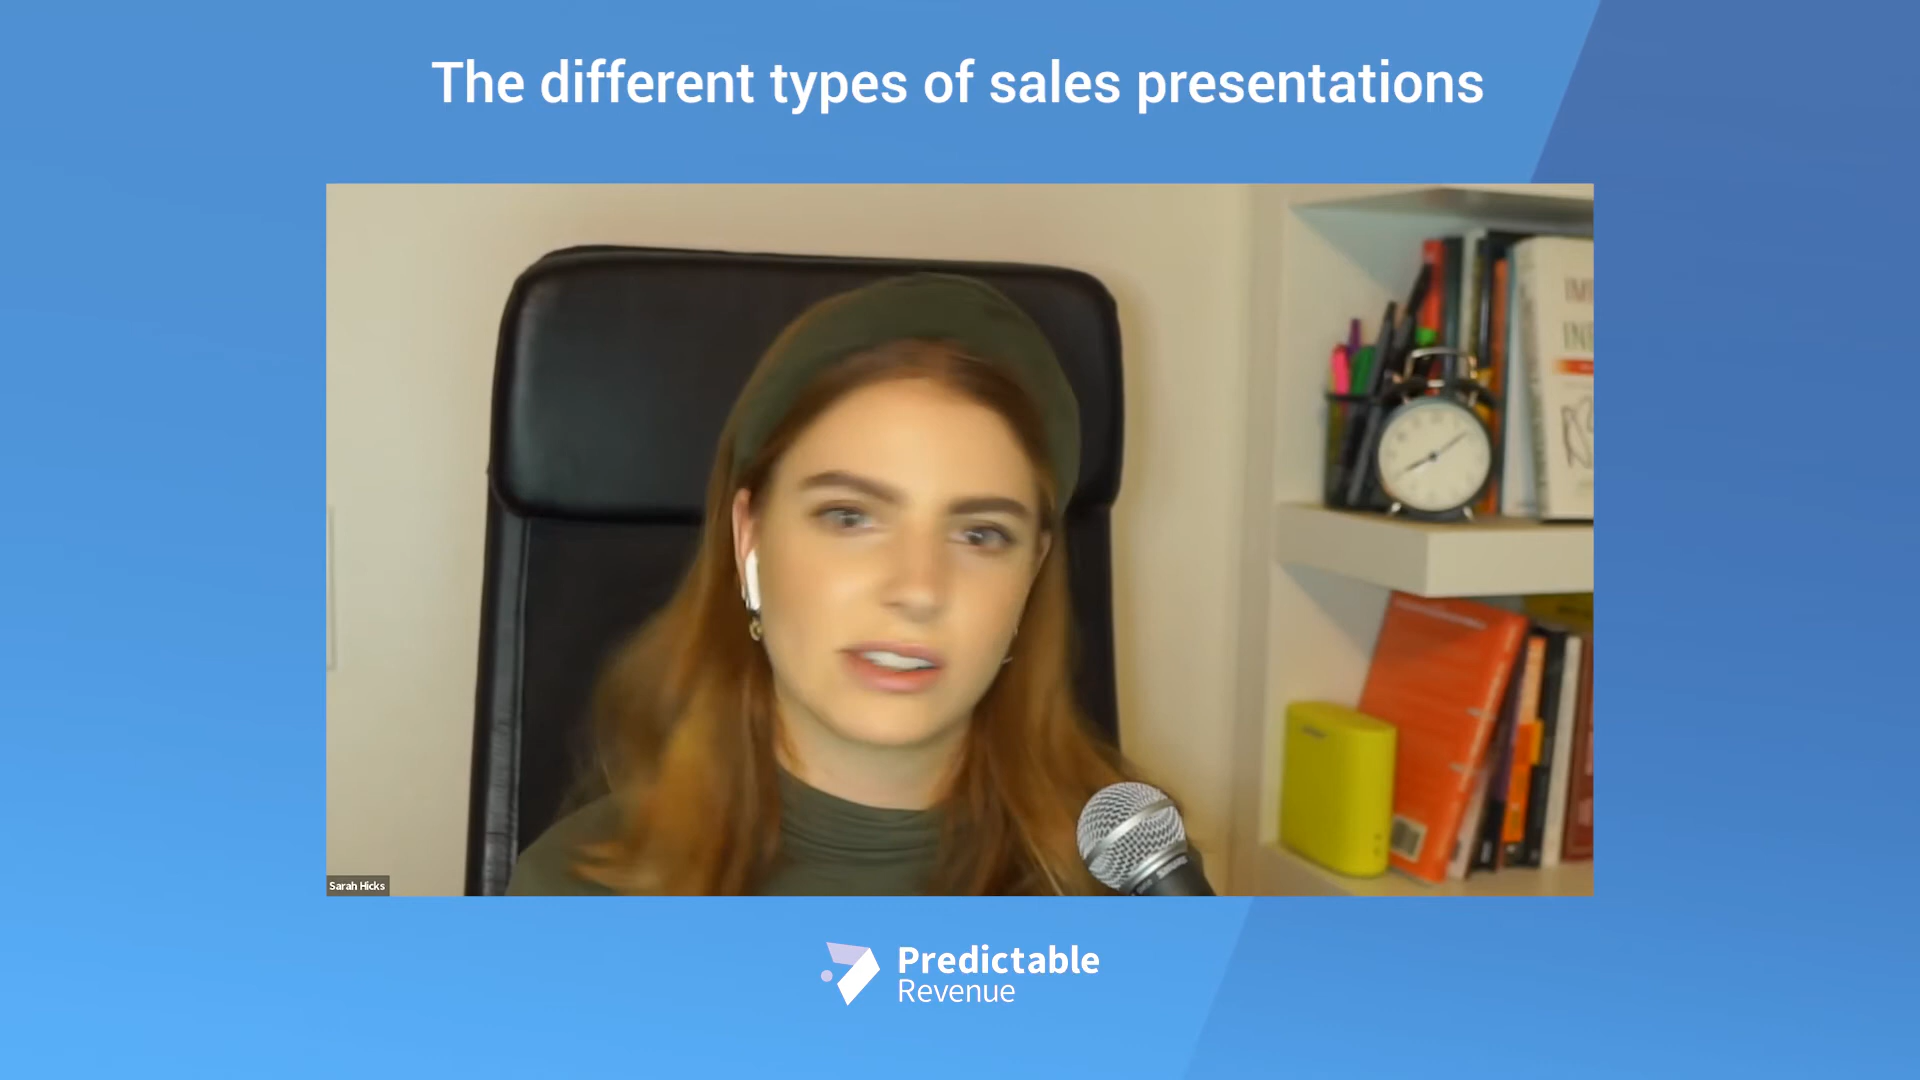 The different types of sales presentations
Sarah Hicks
Predictable
Revenue